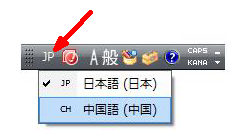 JP A 般 ? CAPS
KANA
✓ JP 日本語 (日本)
CH 中国語 (中国)